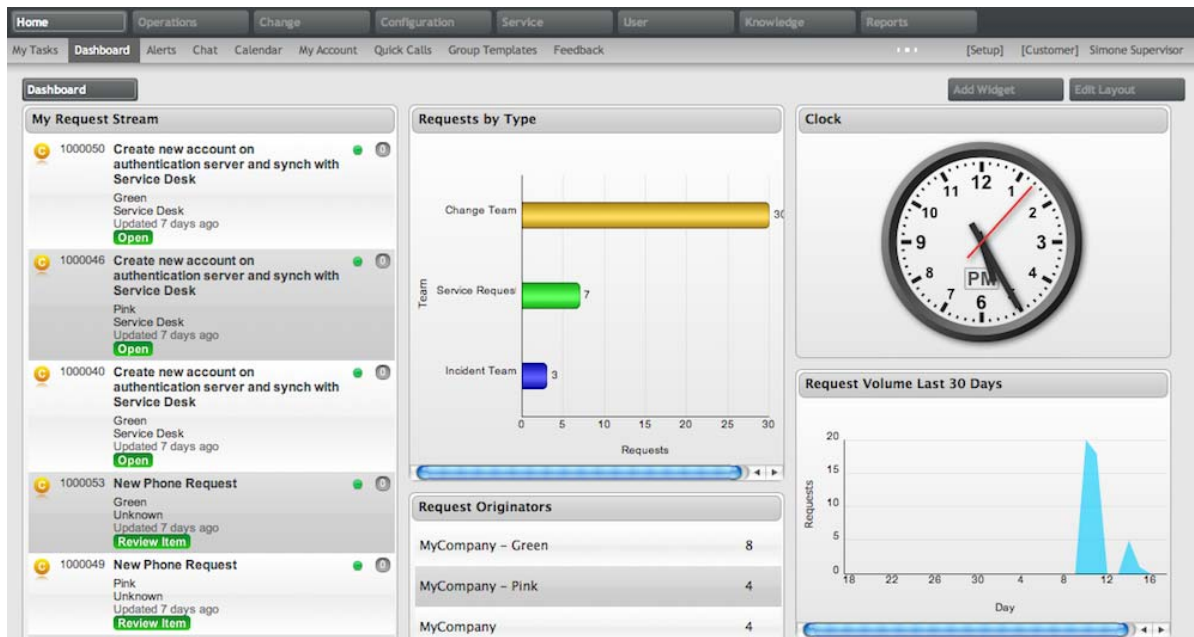 Home Operations Change Configuration Service User Knowledge Reports
My Tasks Dashboard Alerts Chat Calendar My Account Quick Calls Group Templates Feedback [Setup] [Customer] Simone Supervisor
Dashboard Add Widget Edit Layout
My Request Stream
C 1000050 Create new account on 0
authentication server and synch with
Service Desk
Green
Service Desk
Updated 7 days ago
Open
C 1000046 Create new account on 0
authentication server and synch with
Service Desk
Pink
Service Desk
Updated 7 days ago
Open
C 1000040 Create new account on 0
authentication server and synch with
Service Desk
Green
Service Desk
Updated 7 days ago
Open
C 1000053 New Phone Request 0
Green
Unknown
Updated 7 days ago
Review Item
C 1000049 New Phone Request 0
Pink
Unknown
Updated 7 days ago
Review Item
Requests by Type
Team
Change Team 30
Service Request 7
Incident Team 3
0 5 10 15 20 25 30
Requests
Request Originators
MyCompany – Green 8
MyCompany – Pink 4
MyCompany 4
Clock
12
11 1
10 2
9 3
8 PM 4
7 5
6
Request Volume Last 30 Days
Requests
20
15
10
5
0
18 22 26 30 4 8 12 16
Day